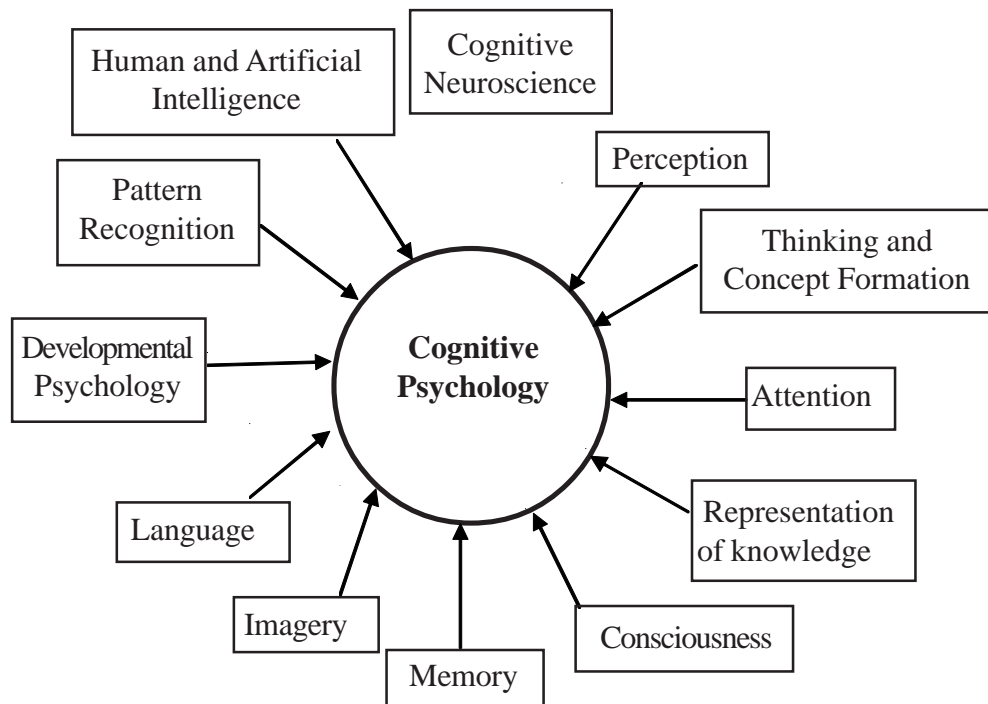 Human and Artificial
Intelligence
Cognitive
Neuroscience
Perception
Pattern
Recognition
Thinking and
Concept Formation
Developmental
Psychology
Cognitive
Psychology
Attention
Language
Representation
of knowledge
Imagery
Memory
Consciousness